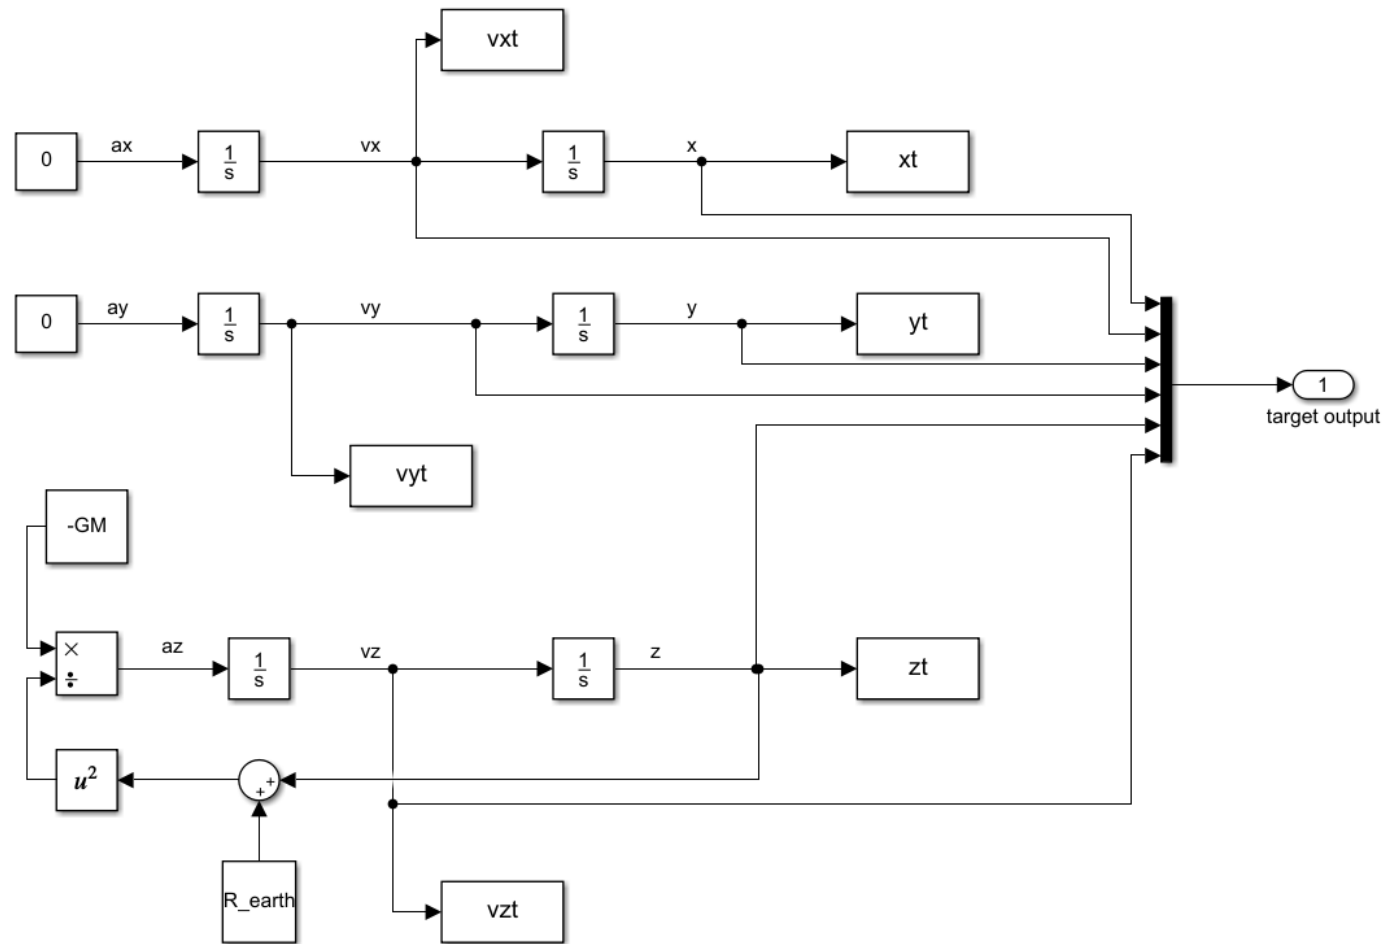 vxt
0
ax
1
s
vx
1
s
x
xt
0
ay
1
s
vy
1
s
y
yt
1
target output
vyt
-GM
×
÷
az
1
s
vz
1
s
z
zt
u²
+
+
R_earth
vzt